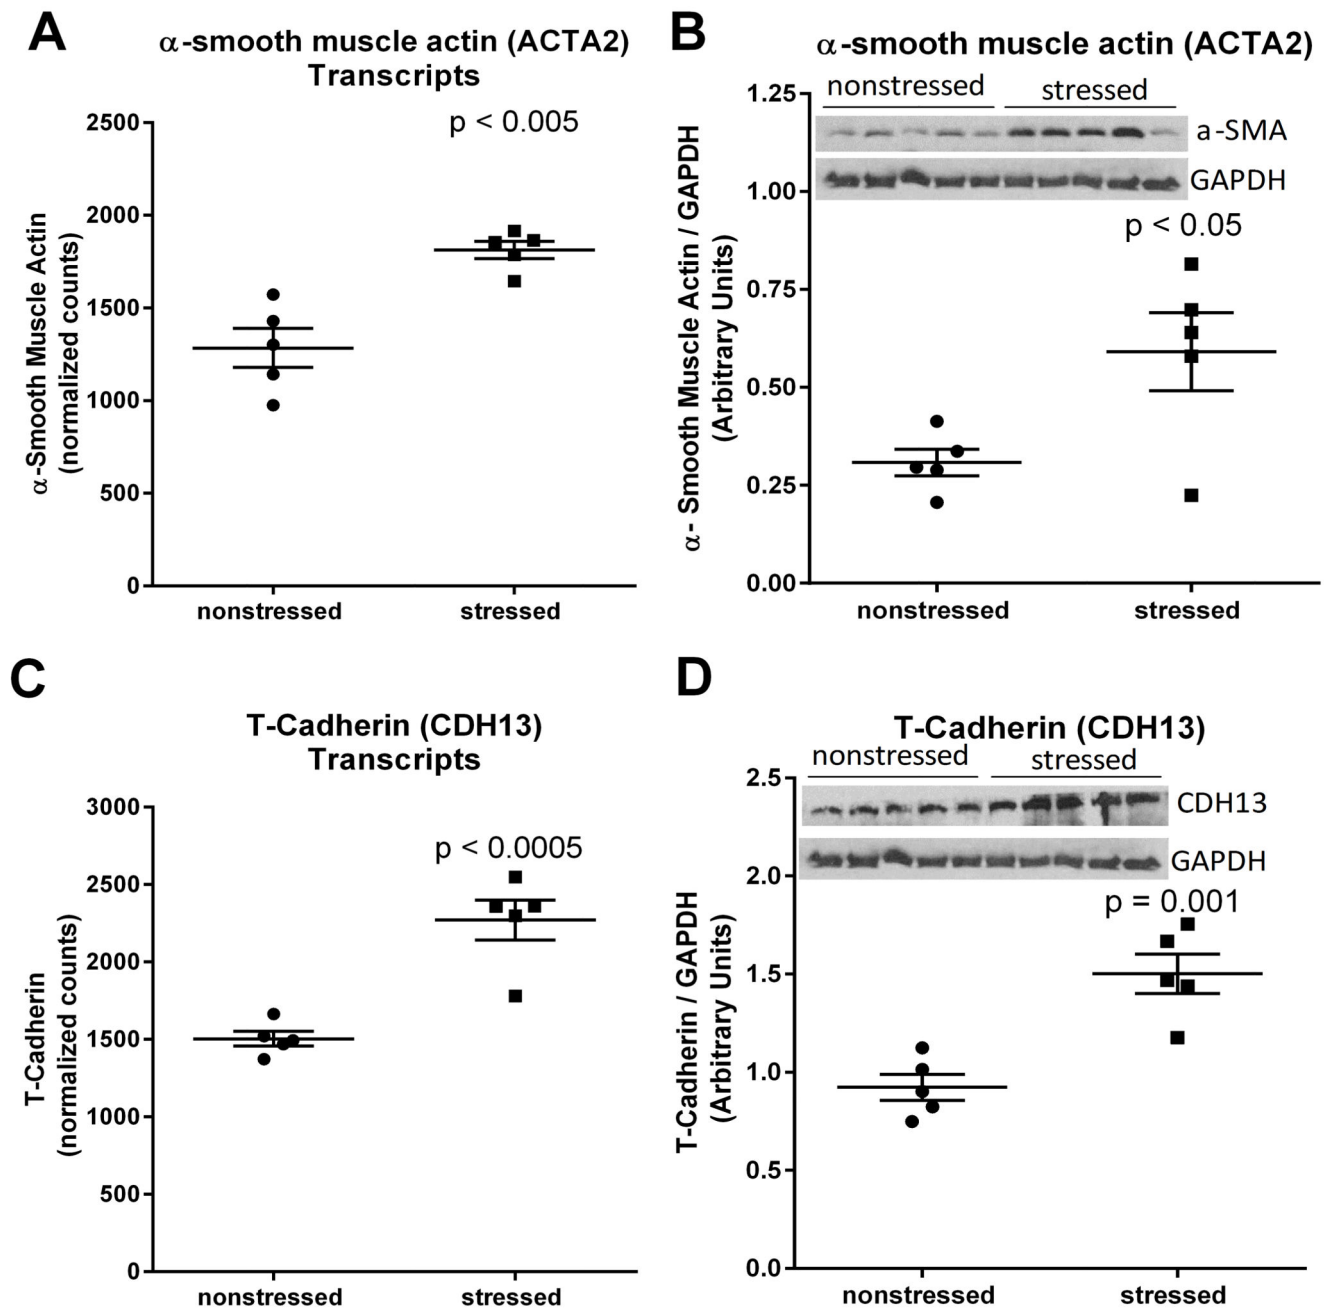 A
α-smooth muscle actin (ACTA2)
Transcripts
p < 0.005
α-Smooth Muscle Actin
(normalized counts)
2500
2000
1500
1000
500
0
nonstressed
stressed
B
α-smooth muscle actin (ACTA2)
nonstressed
stressed
a-SMA
GAPDH
p < 0.05
α- Smooth Muscle Actin / GAPDH
(Arbitrary Units)
1.25
1.00
0.75
0.50
0.25
0.00
nonstressed
stressed
C
T-Cadherin (CDH13)
Transcripts
p < 0.0005
T-Cadherin
(normalized counts)
3000
2500
2000
1500
1000
500
0
nonstressed
stressed
D
T-Cadherin (CDH13)
nonstressed
stressed
CDH13
GAPDH
p = 0.001
T-Cadherin / GAPDH
(Arbitrary Units)
2.5
2.0
1.5
1.0
0.5
0.0
nonstressed
stressed